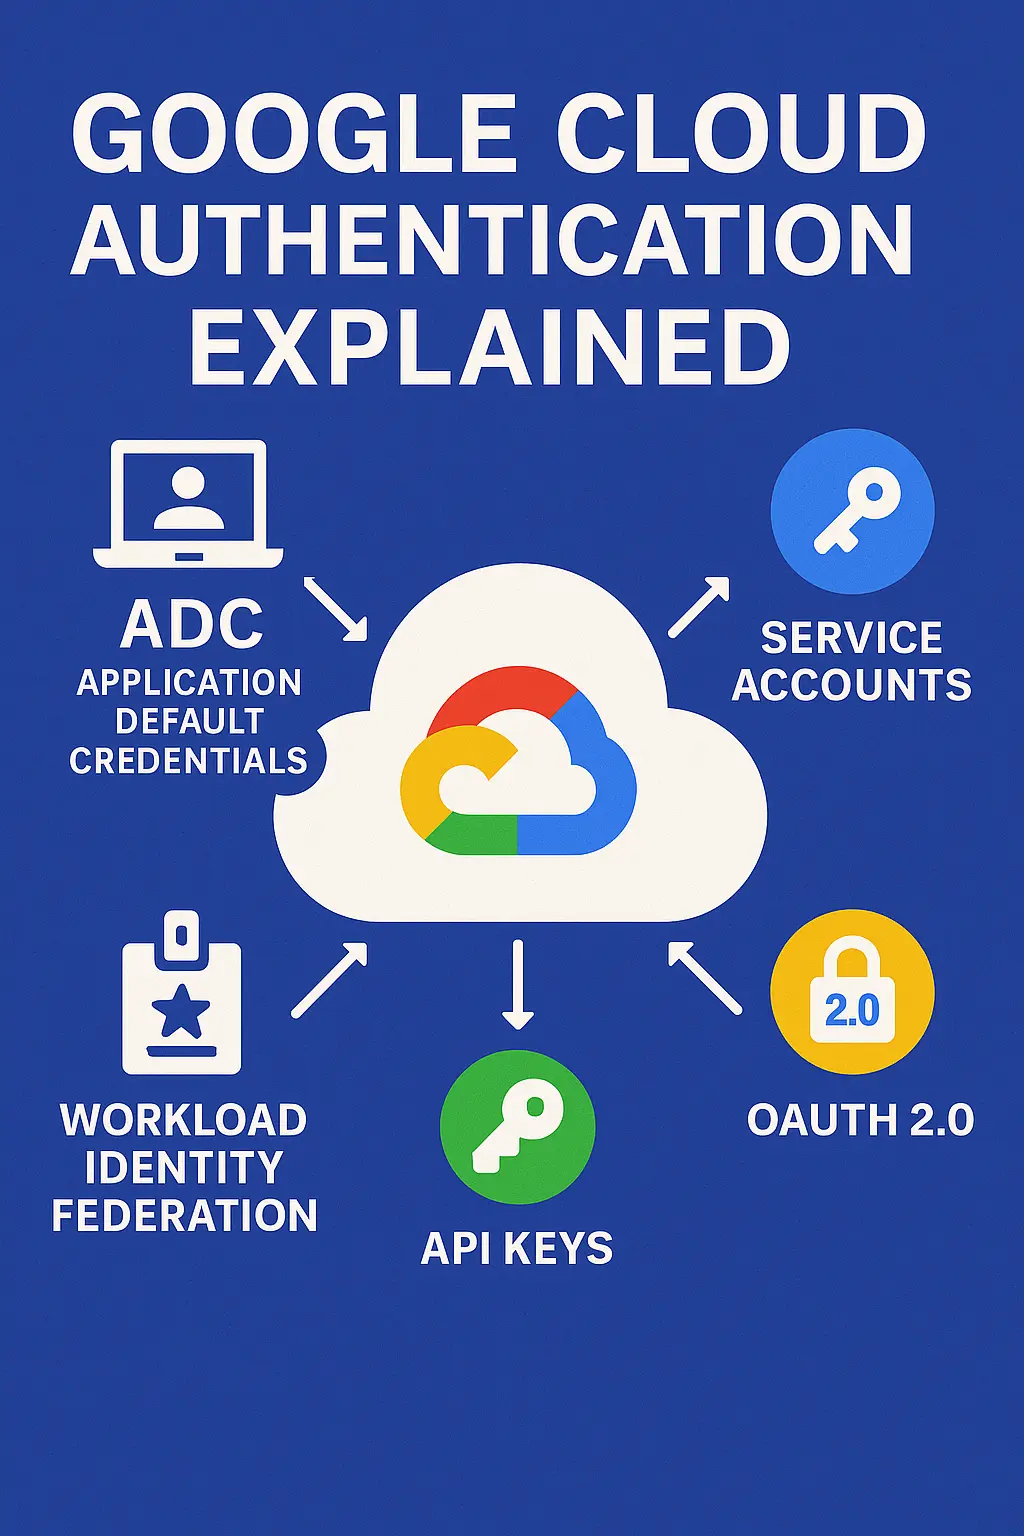 GOOGLE CLOUD
AUTHENTICATION
EXPLAINED
ADC
APPLICATION
DEFAULT
CREDENTIALS
SERVICE
ACCOUNTS
WORKLOAD
IDENTITY
FEDERATION
API KEYS
2.0
OAUTH 2.0